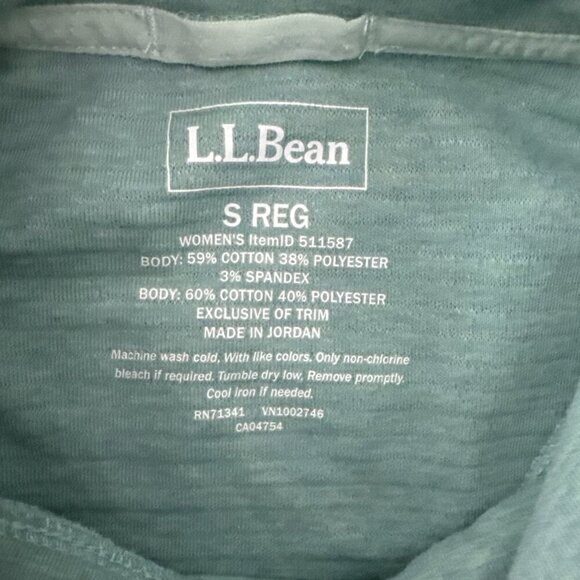 L.L.Bean
S REG
WOMEN'S ItemID 511587
BODY: 59% COTTON 38% POLYESTER
3% SPANDEX
BODY: 60% COTTON 40% POLYESTER
EXCLUSIVE OF TRIM
MADE IN JORDAN
Machine wash cold, With like colors, Only non-chlorine
bleach if required. Tumble dry low, Remove promptly.
Cool iron if needed.
RN71341 VN1002746
CA04754